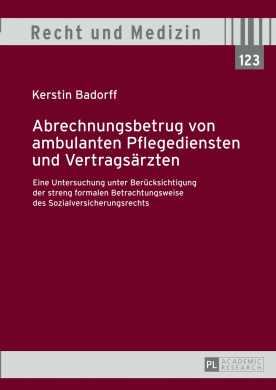 Recht und Medizin
123
Kerstin Badorff
Abrechnungsbetrug von
ambulanten Pflegediensten
und Vertragsärzten
Eine Untersuchung unter Berücksichtigung
der streng formalen Betrachtungsweise
des Sozialversicherungsrechts
PL ACADEMIC
RESEARCH